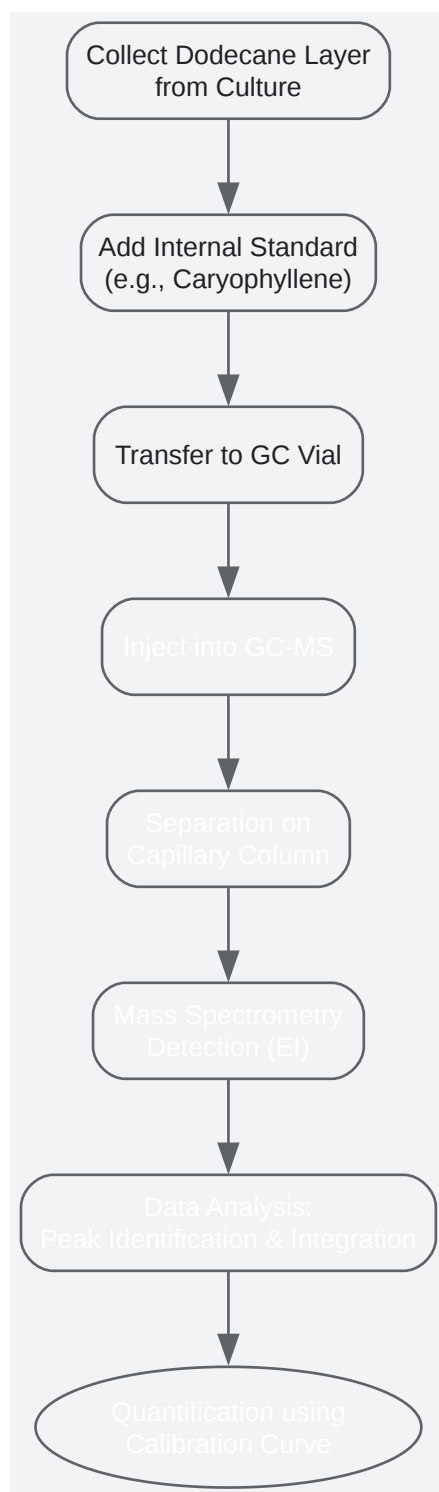 Collect Dodecane Layer
from Culture
Add Internal Standard
(e.g., Caryophyllene)
Transfer to GC Vial
Inject into GC-MS
Separation on
Capillary Column
Mass Spectrometry
Detection (EI)
Data Analysis:
Peak Identification & Integration
Quantification using
Calibration Curve